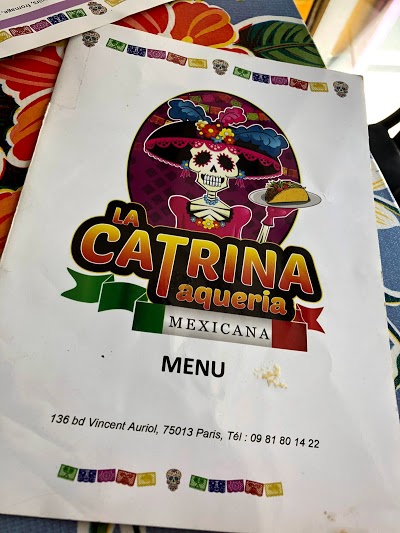 LA
CATRINA
Taqueria
MEXICANA
MENU
136 bd Vincent Auriol, 75013 Paris, Tél : 09 81 80 14 22